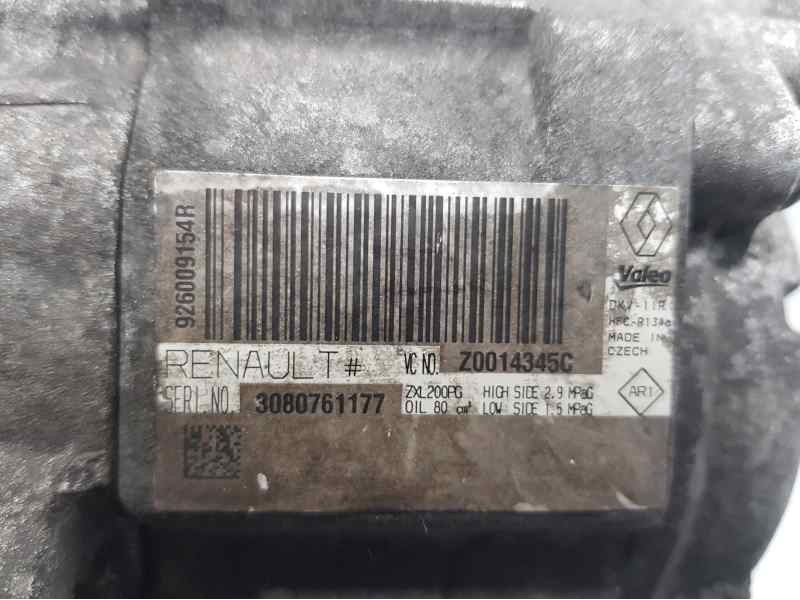 926009154R
Valeo
DKV-11R
HFC-R134a
MADE IN
CZECH
RENAULT #
VC NO. Z0014345C
SERI.NO. 3080761177
ZXL200PG HIGH SIDE 2.9 MPaG
OIL 80 cm³ LOW SIDE 1.5 MPaG
AR1